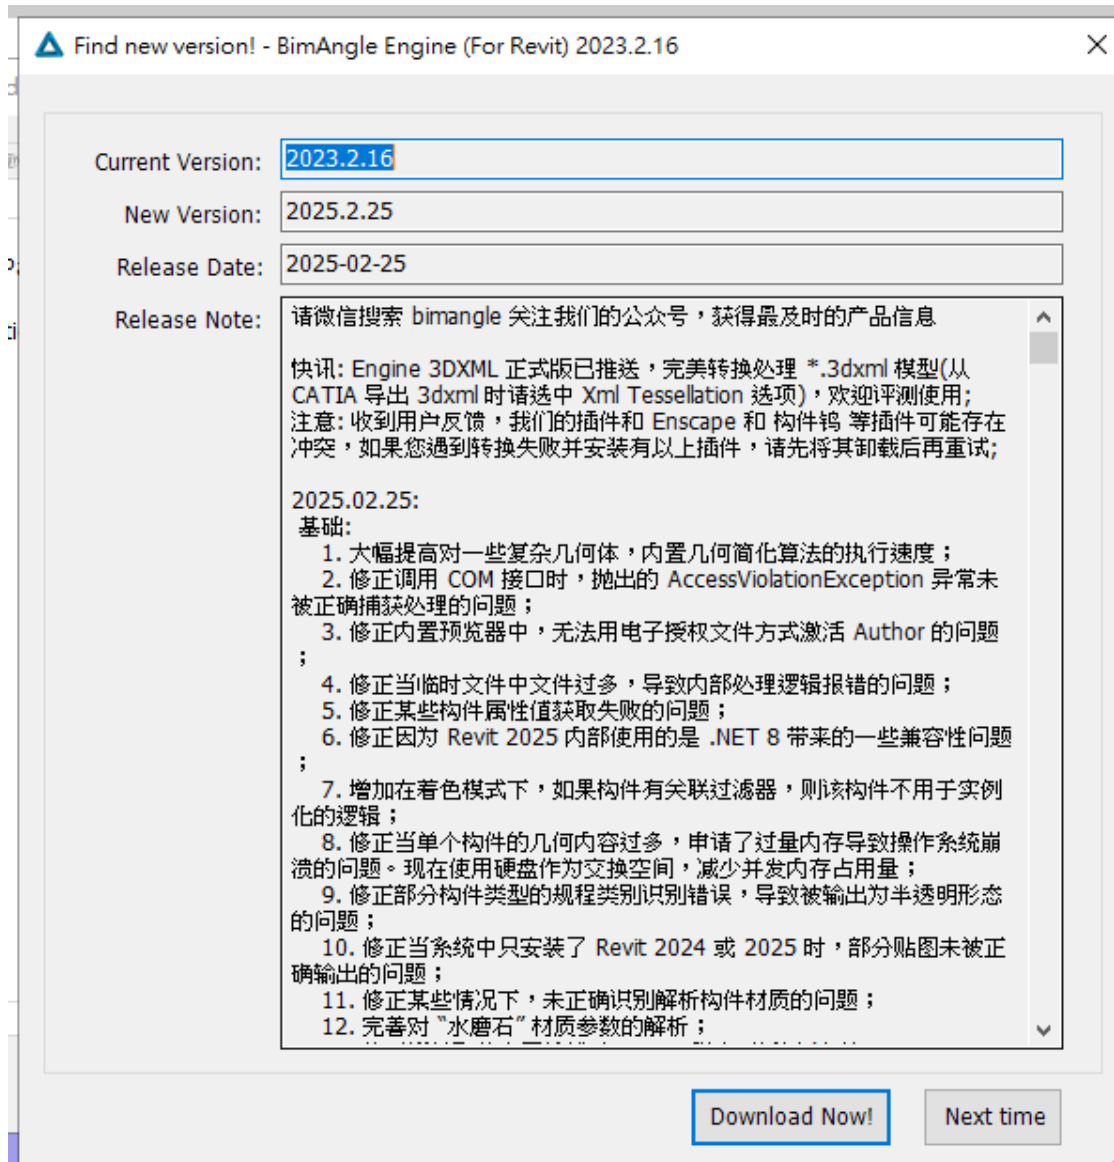 Find new version! - BimAngle Engine (For Revit) 2023.2.16
Current Version: 2023.2.16
New Version: 2025.2.25
Release Date: 2025-02-25
Release Note: 请微信搜索 bimangle 关注我们的公众号，获得最及时的产品信息
快讯: Engine 3DXML 正式版已推送，完美转换处理 *.3dxml 模型(从
CATIA 导出 3dxml 时请选中 Xml Tessellation 选项)，欢迎评测使用;
注意: 收到用户反馈，我们的插件和 Enscape 和 构件坞 等插件可能存在
冲突，如果您遇到转换失败并安装有以上插件，请先将其卸载后再重试;
2025.02.25:
基础:
1. 大幅提高对一些复杂几何体，内置几何简化算法的执行速度；
2. 修正调用 COM 接口时，抛出的 AccessViolationException 异常未
被正确捕获处理的问题；
3. 修正内置预览器中，无法用电子授权文件方式激活 Author 的问题
；
4. 修正当临时文件中文件过多，导致内部处理逻辑报错的问题；
5. 修正某些构件属性值获取失败的问题；
6. 修正因为 Revit 2025 内部使用的是 .NET 8 带来的一些兼容性问题
；
7. 增加在着色模式下，如果构件有关联过滤器，则该构件不用于实例
化的逻辑；
8. 修正当单个构件的几何内容过多，申请了过量内存导致操作系统崩
溃的问题。现在使用硬盘作为交换空间，减少并发内存占用量；
9. 修正部分构件类型的规程类别识别错误，导致被输出为半透明形态
的问题；
10. 修正当系统中只安装了 Revit 2024 或 2025 时，部分贴图未被正
确输出的问题；
11. 修正某些情况下，未正确识别解析构件材质的问题；
12. 完善对 “水磨石” 材质参数的解析；
Download Now!
Next time